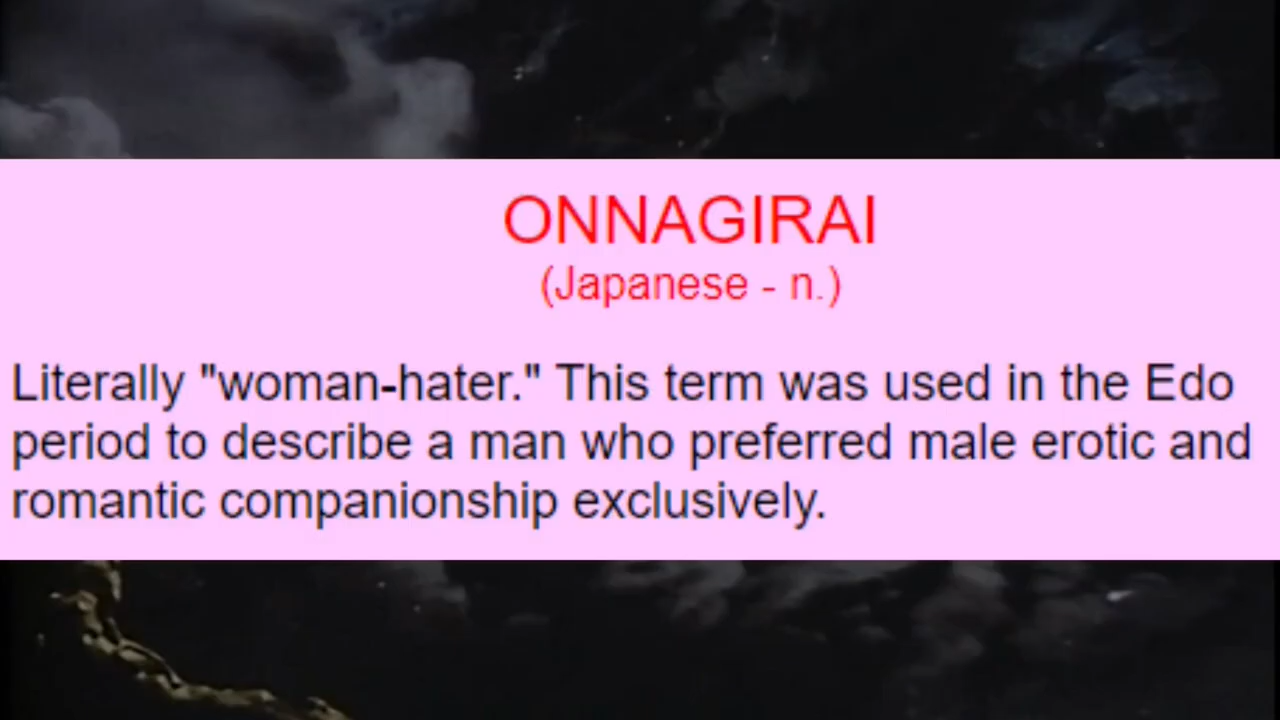 ONNAGIRAI
(Japanese - n.)
Literally "woman-hater." This term was used in the Edo
period to describe a man who preferred male erotic and
romantic companionship exclusively.